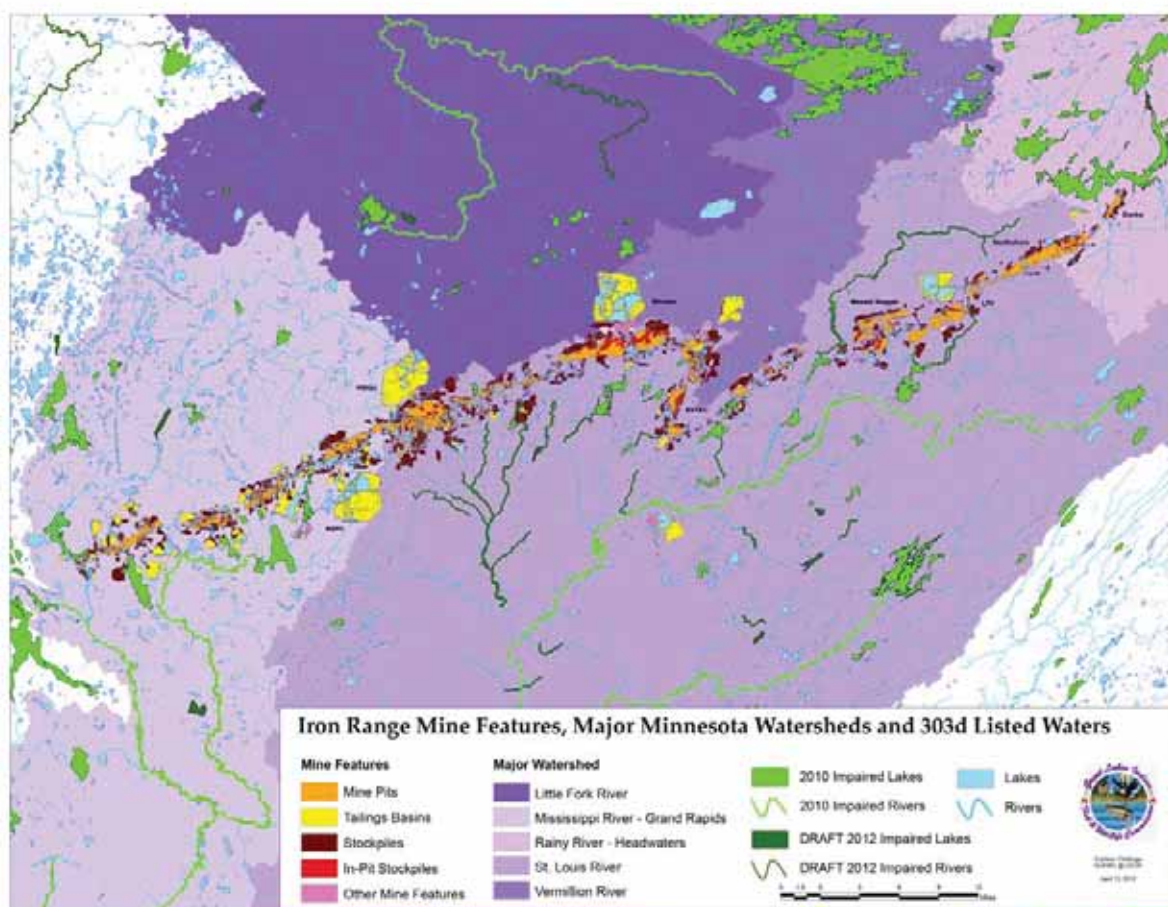 Minntac
LTV
Iron Range Mine Features, Major Minnesota Watersheds and 303d Listed Waters
Mine Features
Mine Pits
Tailings Basins
Stockpiles
In-Pit Stockpiles
Other Mine Features
Major Watershed
Little Fork River
Mississippi River - Grand Rapids
Rainy River - Headwaters
St. Louis River
Vermillion River
2010 Impaired Lakes
2010 Impaired Rivers
DRAFT 2012 Impaired Lakes
DRAFT 2012 Impaired Rivers
Lakes
Rivers
Miles